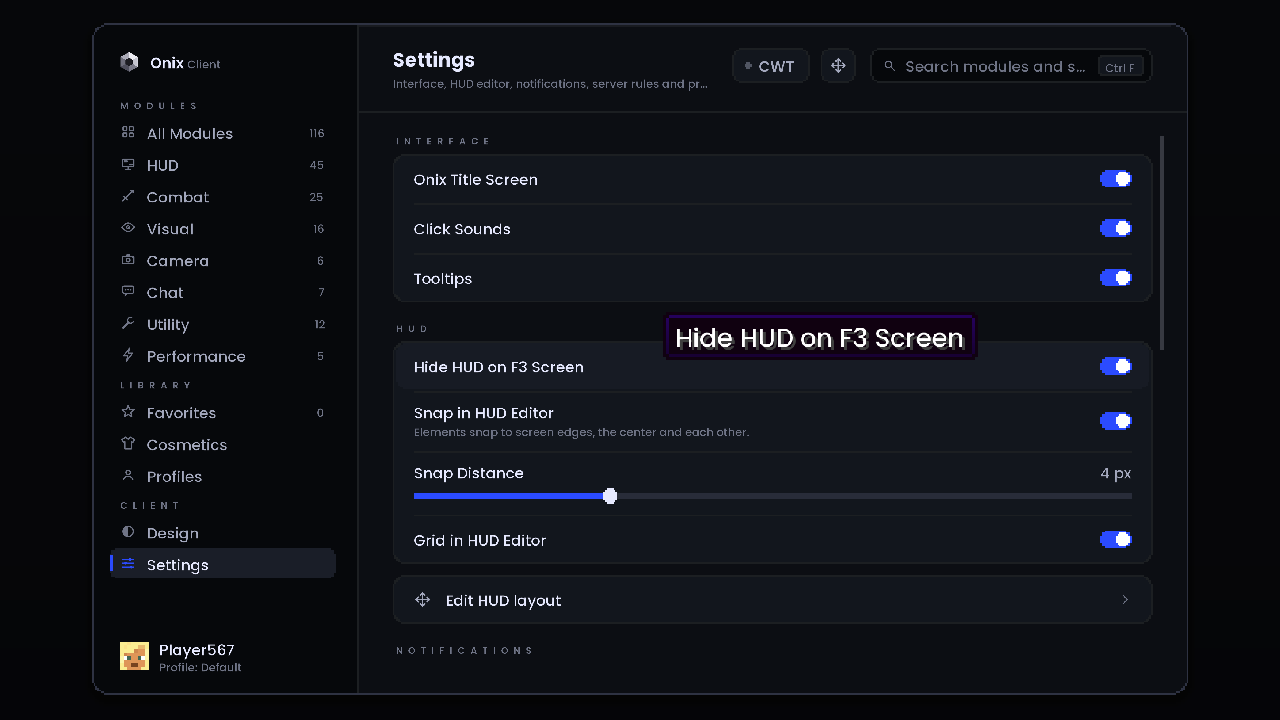 Onix Client
MODULES
All Modules 116
HUD 45
Combat 25
Visual 16
Camera 6
Chat 7
Utility 12
Performance 5
LIBRARY
Favorites 0
Cosmetics
Profiles
CLIENT
Design
Settings
Player567
Profile: Default
Settings
Interface, HUD editor, notifications, server rules and pr...
CWT
Search modules and s...
Ctrl F
INTERFACE
Onix Title Screen
Click Sounds
Tooltips
HUD
Hide HUD on F3 Screen
Hide HUD on F3 Screen
Snap in HUD Editor
Elements snap to screen edges, the center and each other.
Snap Distance 4 px
Grid in HUD Editor
Edit HUD layout
NOTIFICATIONS